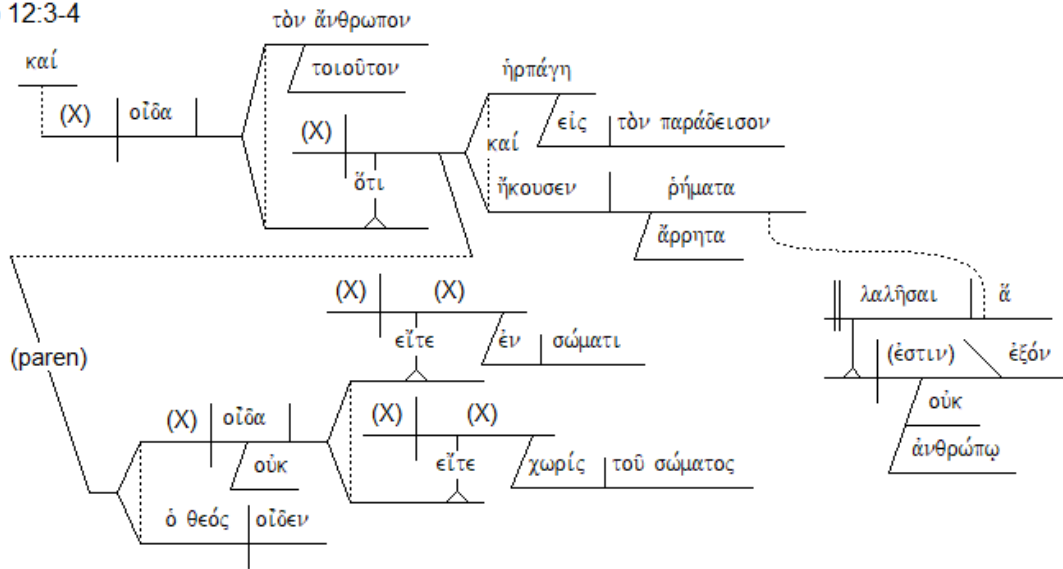 12:3-4
τὸν ἄνθρωπον
καί
τοιοῦτον
ἡρπάγη
(X) οἶδα
εἰς τὸν παράδεισον
(X)
καί
ὅτι
ἤκουσεν ῥήματα
ἄρρητα
(X) (X)
λαλῆσαι ἅ
εἴτε
ἐν σώματι
(paren)
(ἐστιν) ἐξόν
οὐκ
(X) οἶδα
(X) (X)
ἀνθρώπῳ
οὐκ
εἴτε
χωρίς τοῦ σώματος
ὁ θεός οἶδεν